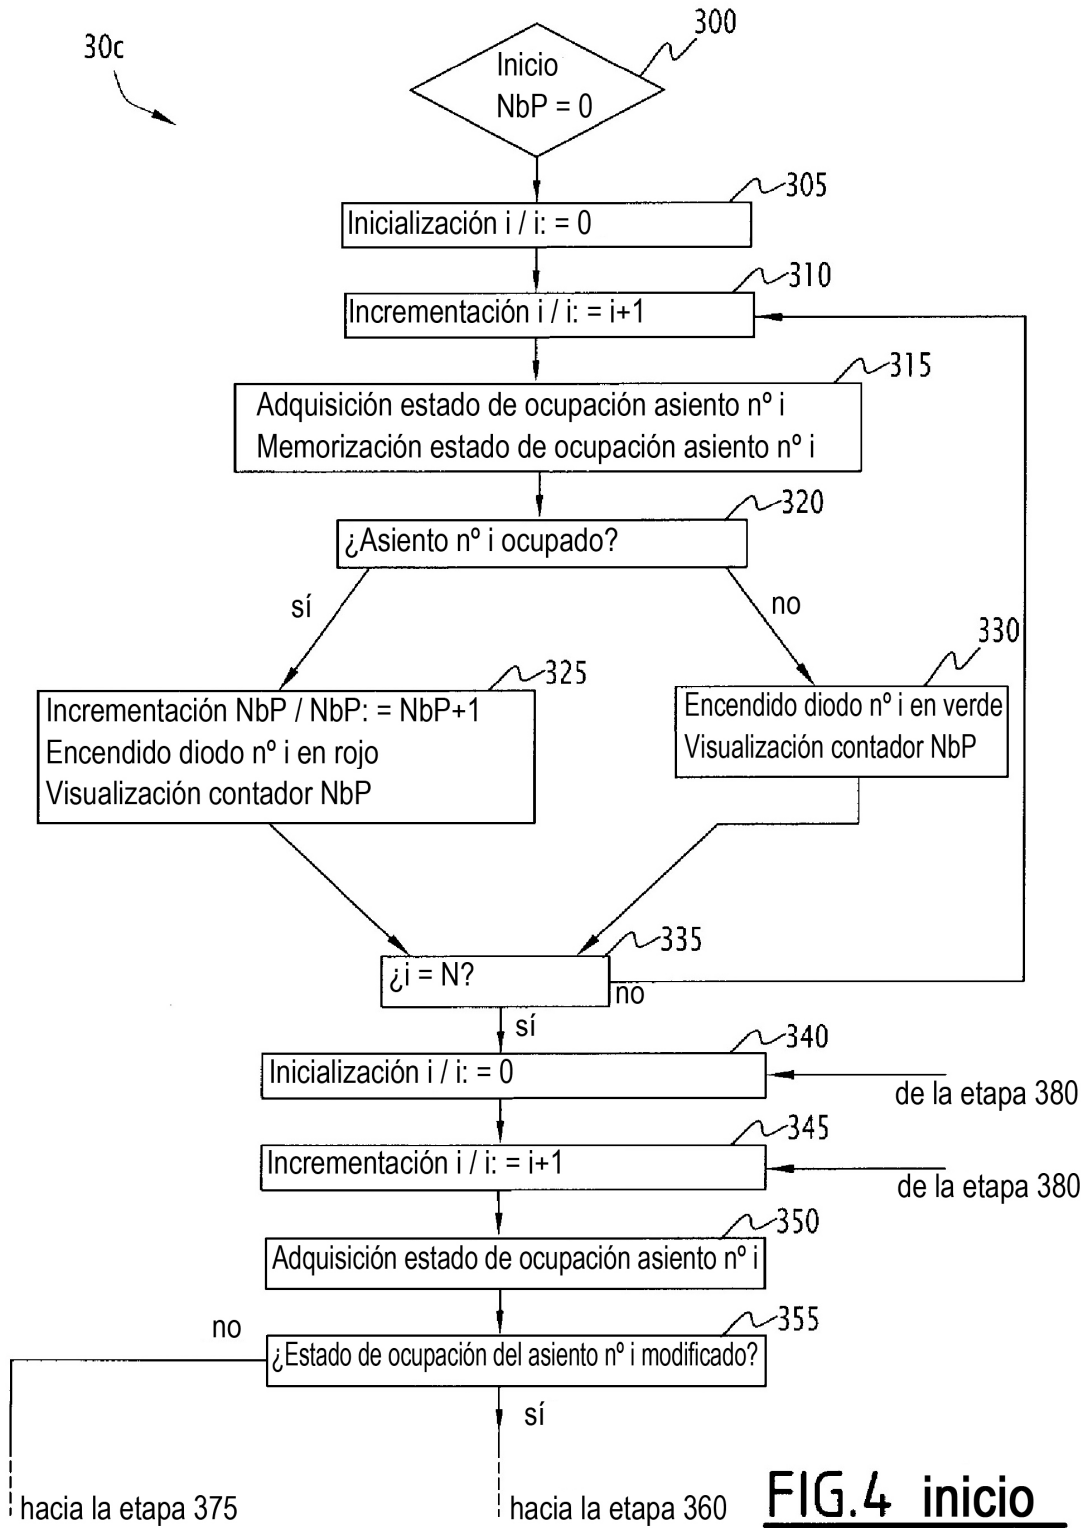 30c
300
Inicio
NbP = 0
305
Inicialización i / i: = 0
310
Incrementación i / i: = i+1
315
Adquisición estado de ocupación asiento nº i
Memorización estado de ocupación asiento nº i
320
¿Asiento nº i ocupado?
sí
no
325
330
Incrementación NbP / NbP: = NbP+1
Encendido diodo nº i en rojo
Visualización contador NbP
Encendido diodo nº i en verde
Visualización contador NbP
335
¿i = N?
no
sí
340
Inicialización i / i: = 0
de la etapa 380
345
Incrementación i / i: = i+1
de la etapa 380
350
Adquisición estado de ocupación asiento nº i
355
no
¿Estado de ocupación del asiento nº i modificado?
sí
hacia la etapa 375
hacia la etapa 360
FIG.4 inicio